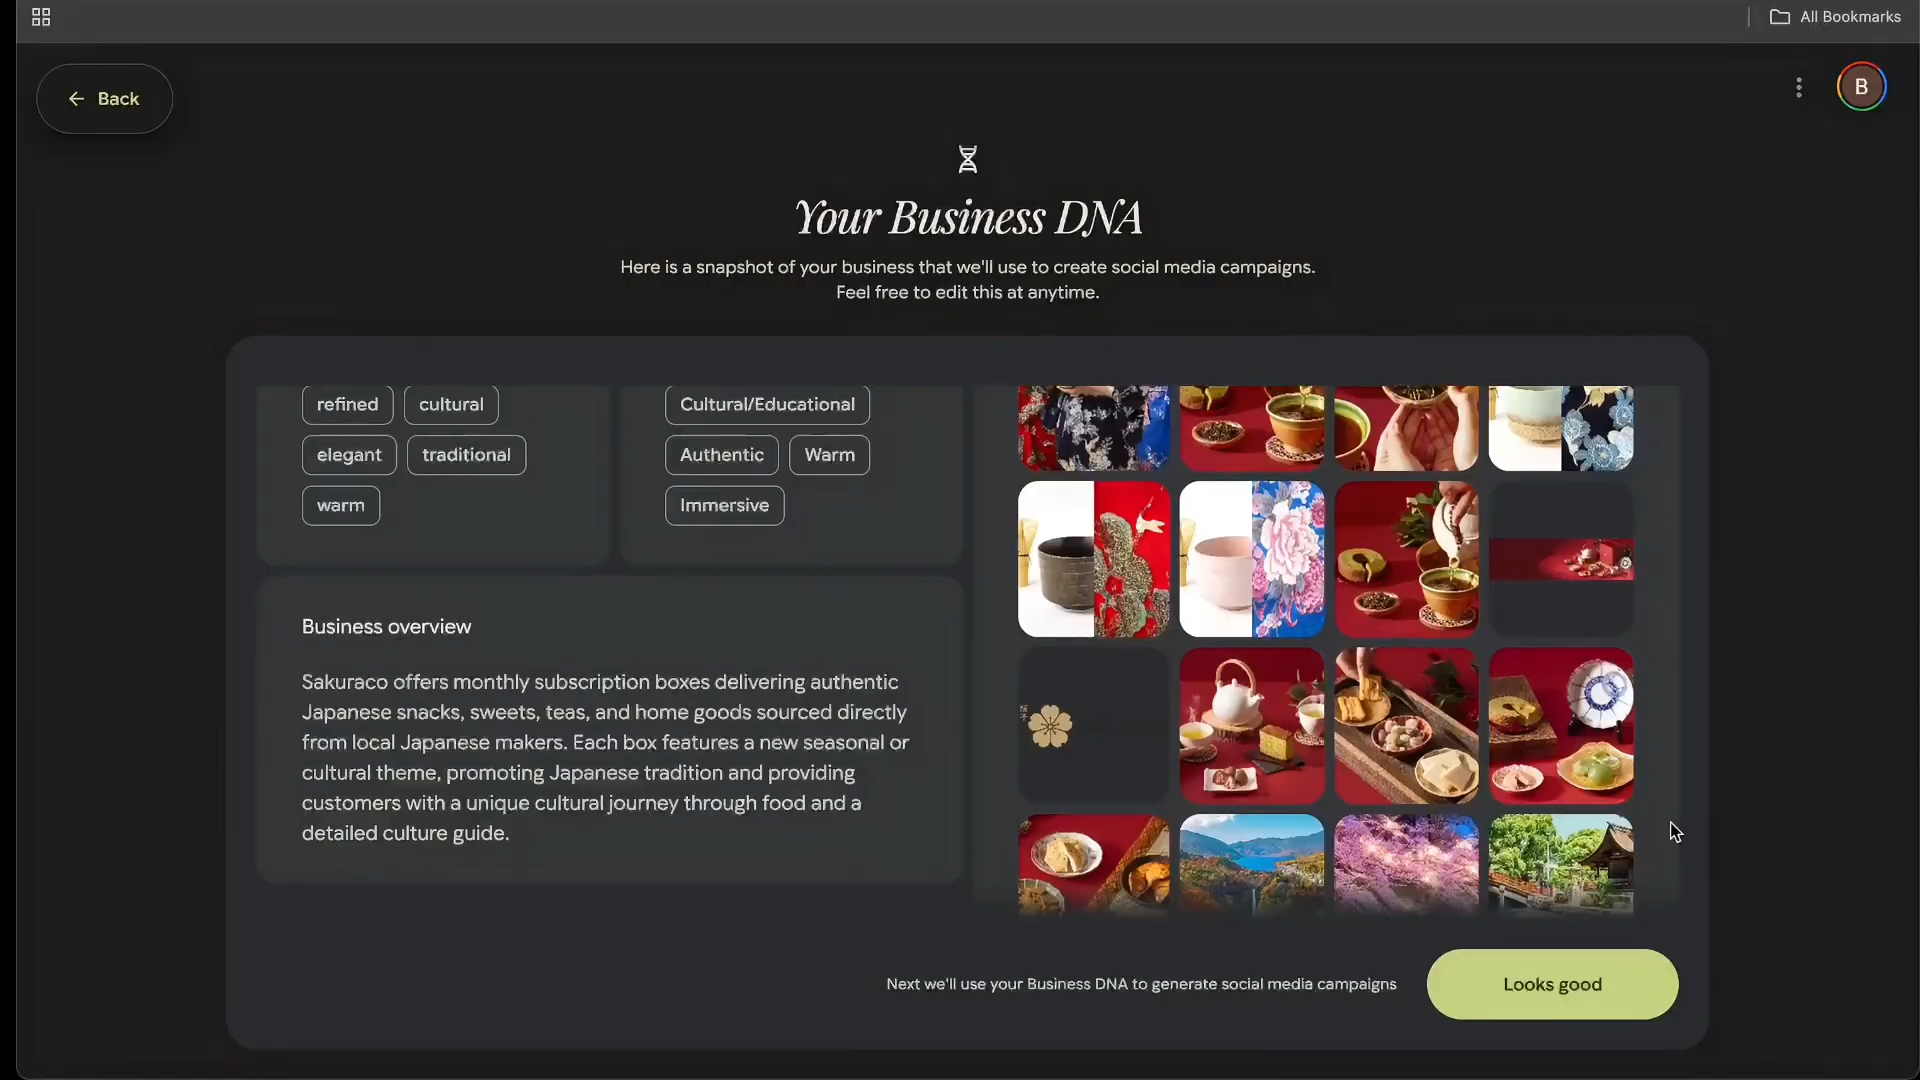 All Bookmarks
Back
B
Your Business DNA
Here is a snapshot of your business that we'll use to create social media campaigns.
Feel free to edit this at anytime.
refined
cultural
elegant
traditional
warm
Cultural/Educational
Authentic
Warm
Immersive
Business overview
Sakuraco offers monthly subscription boxes delivering authentic
Japanese snacks, sweets, teas, and home goods sourced directly
from local Japanese makers. Each box features a new seasonal or
cultural theme, promoting Japanese tradition and providing
customers with a unique cultural journey through food and a
detailed culture guide.
Next we'll use your Business DNA to generate social media campaigns
Looks good